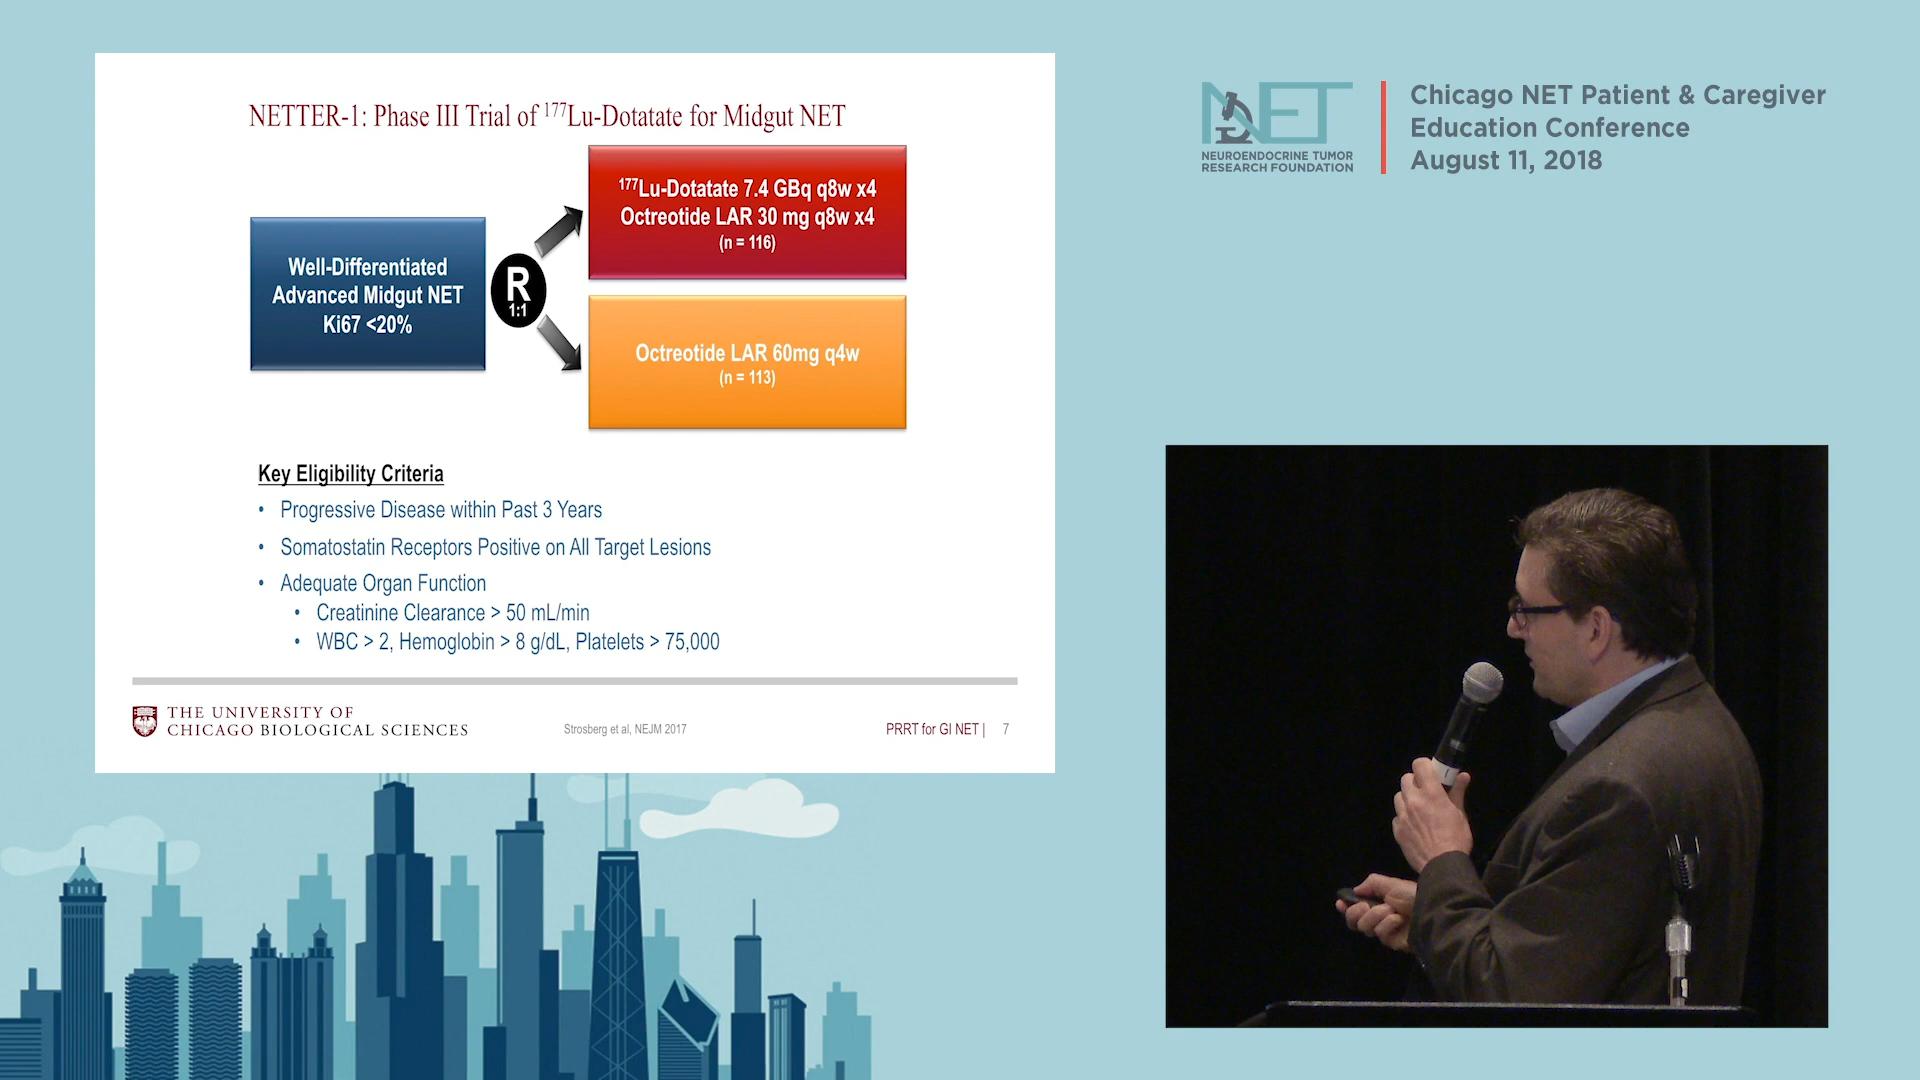 NETTER-1: Phase III Trial of 177Lu-Dotatate for Midgut NET
Well-Differentiated
Advanced Midgut NET
Ki67 <20%
R
1:1
177Lu-Dotatate 7.4 GBq q8w x4
Octreotide LAR 30 mg q8w x4
(n = 116)
Octreotide LAR 60mg q4w
(n = 113)
Key Eligibility Criteria
• Progressive Disease within Past 3 Years
• Somatostatin Receptors Positive on All Target Lesions
• Adequate Organ Function
• Creatinine Clearance > 50 mL/min
• WBC > 2, Hemoglobin > 8 g/dL, Platelets > 75,000
THE UNIVERSITY OF
CHICAGO BIOLOGICAL SCIENCES
Strosberg et al, NEJM 2017
PRRT for GI NET | 7
NET
NEUROENDOCRINE TUMOR
RESEARCH FOUNDATION
Chicago NET Patient & Caregiver
Education Conference
August 11, 2018